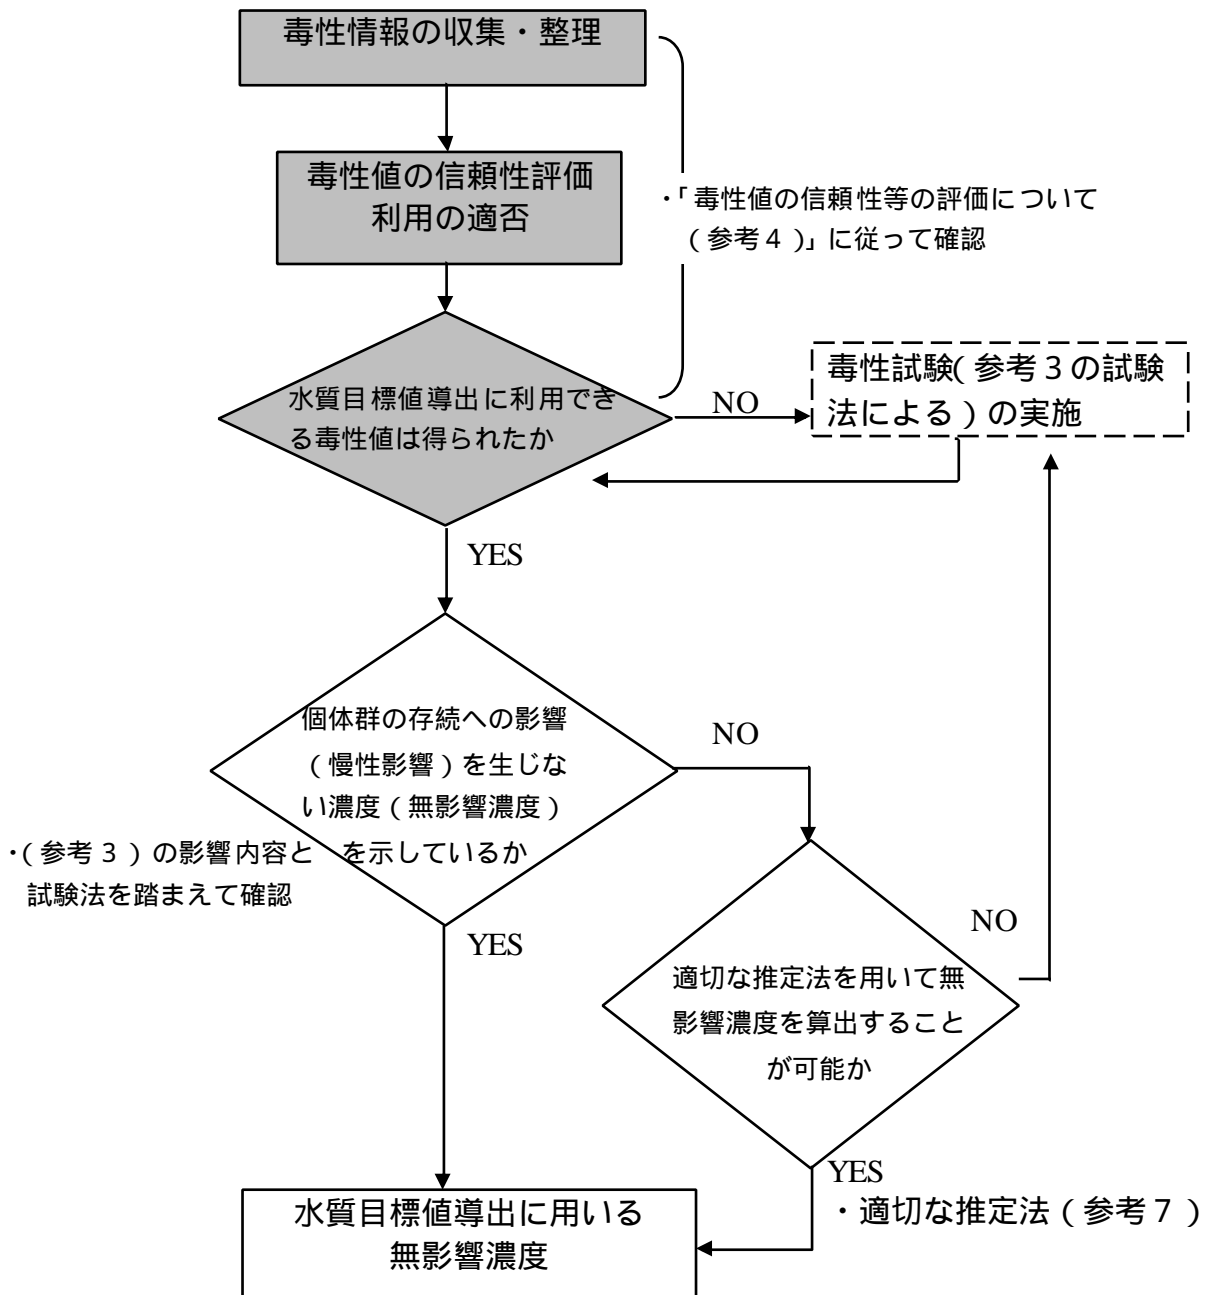 毒性情報の収集・整理
毒性値の信頼性評価
利用の適否
・「毒性値の信頼性等の評価について
(参考４)」に従って確認
水質目標値導出に利用でき
る毒性値は得られたか
NO
毒性試験(参考３の試験
法による)の実施
YES
個体群の存続への影響
(慢性影響)を生じな
い濃度(無影響濃度)
を示しているか
NO
・(参考３)の影響内容と
試験法を踏まえて確認
YES
適切な推定法を用いて無
影響濃度を算出すること
が可能か
NO
YES
・適切な推定法(参考７)
水質目標値導出に用いる
無影響濃度